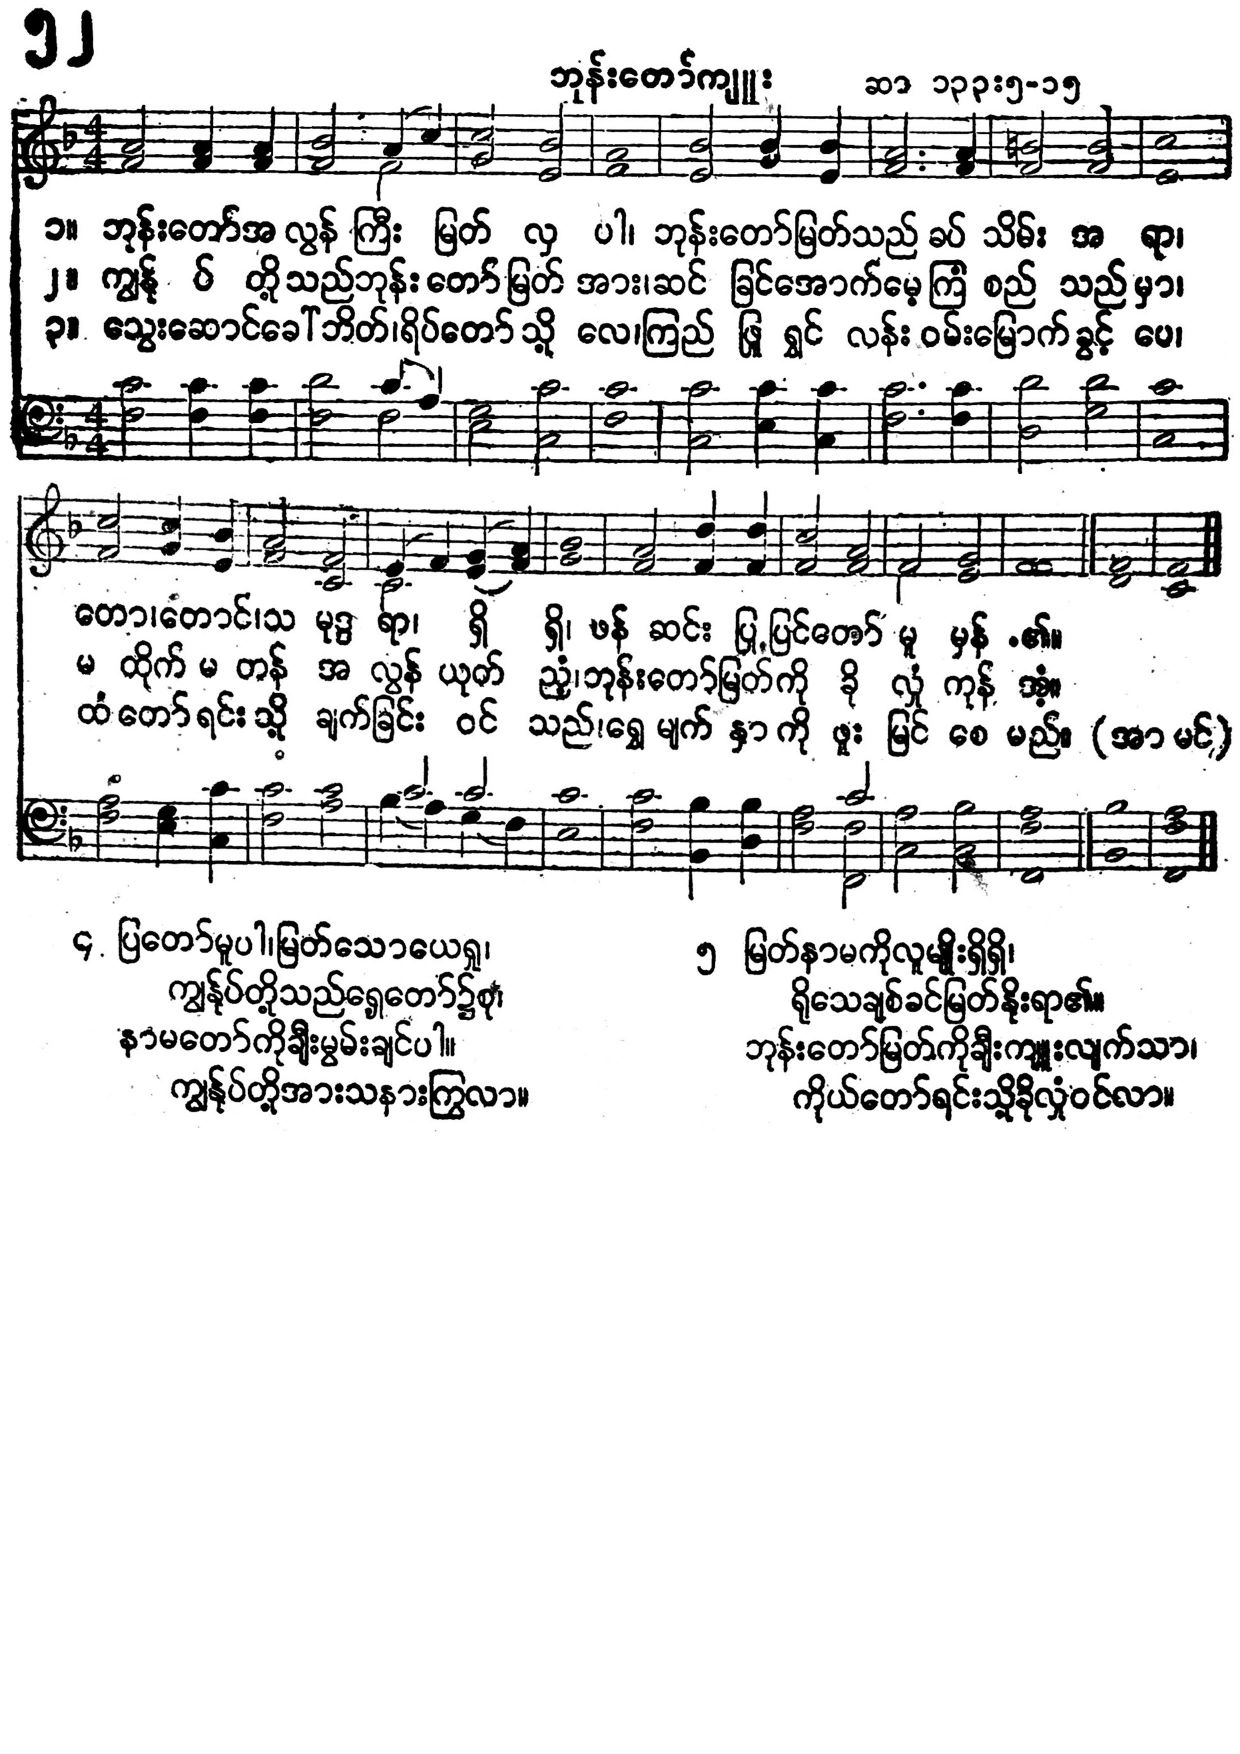 ၅၂
ဘုန်းတော်ကျူး ဆာ ၁၃၃း၅-၁၅
၁။ ဘုန်းတော်အ လွန် ကြီး မြတ် လှ ပါ၊ ဘုန်းတော်မြတ်သည် ခပ် သိမ်း အ ရာ၊
၂။ ကျွန်ုပ် တို့သည်ဘုန်းတော်မြတ် အား၊ဆင် ခြင်အောက်မေ့ကြံ စည် သည် မှာ၊
၃။ သွေးဆောင်ခေါ်ဘိတ်၊ရိပ်တော် သို့ လေ၊ကြည် ဖြူ ရွှင် လန်း ဝမ်းမြောက် ခွင့် ပေ၊
တော၊တောင်၊သ မုဒ္ဒ ရာ၊ ရှိ ရှိ၊ ဖန် ဆင်း ပြု ပြင်တော် မူ မှန် ၏။
မ ထိုက် မ တန် အ လွန် ယုတ် ညံ့၊ဘုန်းတော်မြတ်ကို ခို လှုံ ကုန် အံ့။
ထံ တော် ရင်း သို့ ချက်ခြင်း ဝင် သည်၊ရွှေ မျက် နှာ ကို ဖူး မြင် စေ မည်။ (အာ မင်)
၄. ပြတော်မူပါ၊မြတ်သောယေရှု၊
ကျွန်ုပ်တို့သည်ရှေ့တော်၌စု၊
နာမတော်ကိုချီးမွမ်းချင်ပါ။
ကျွန်ုပ်တို့အားသနားကြွလာ။
၅ မြတ်နာမကိုလူမျိုးရှိရှိ၊
ရိုသေချစ်ခင်မြတ်နိုးရာ၏။
ဘုန်းတော်မြတ်ကိုချီးကျူးလျက်သာ၊
ကိုယ်တော်ရင်းသို့ခိုလှုံဝင်လာ။